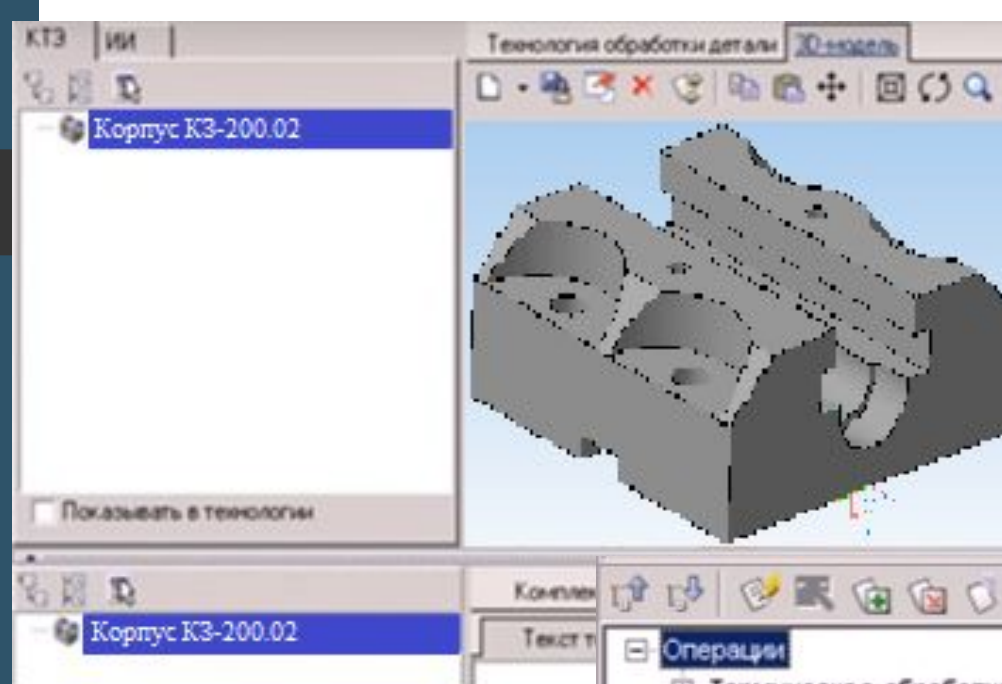 КТЭ ИИ
Технология обработки детали 3D-модель
Корпус КЗ-200.02
Показывать в технологии
Корпус КЗ-200.02
Текст
Операции